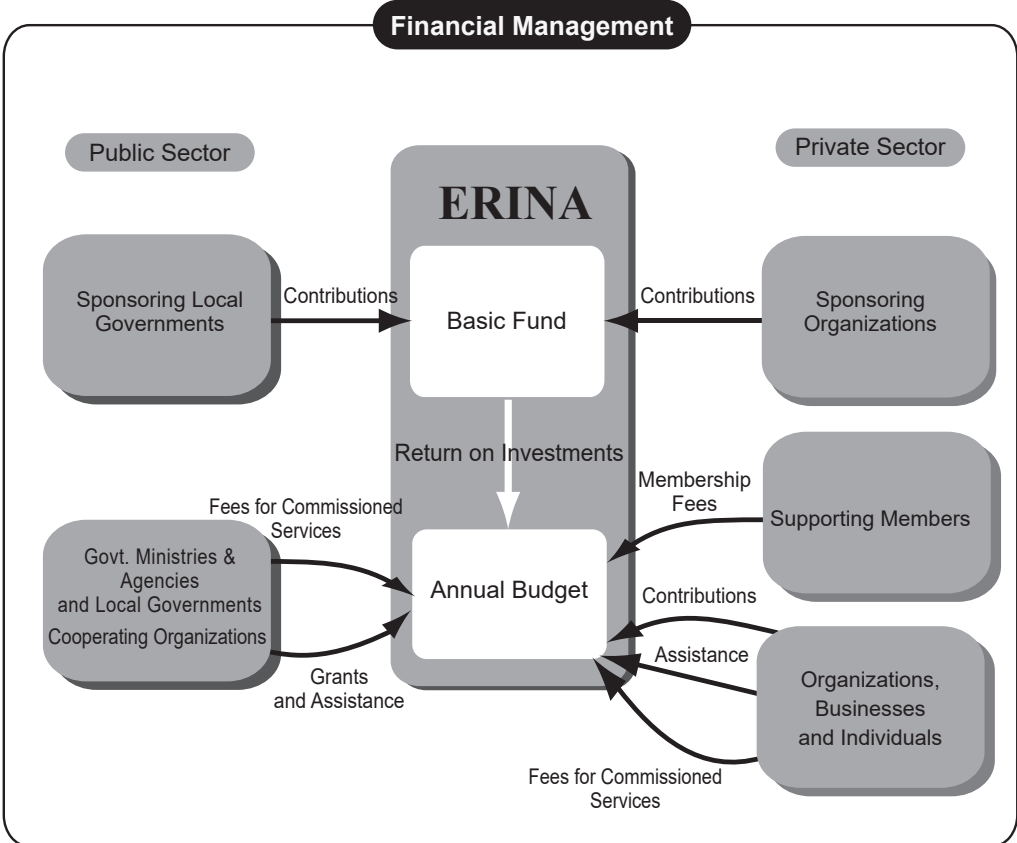 Financial Management
Public Sector
Private Sector
ERINA
Sponsoring Local
Governments
Contributions
Basic Fund
Contributions
Sponsoring
Organizations
Return on Investments
Fees for Commissioned
Services
Govt. Ministries &
Agencies
and Local Governments
Cooperating Organizations
Grants
and Assistance
Annual Budget
Membership
Fees
Supporting Members
Contributions
Assistance
Organizations,
Businesses
and Individuals
Fees for Commissioned
Services